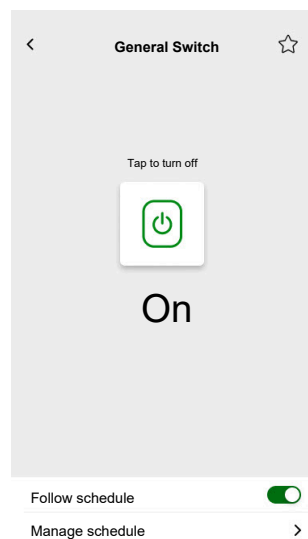 General Switch
Tap to turn off
On
Follow schedule
Manage schedule